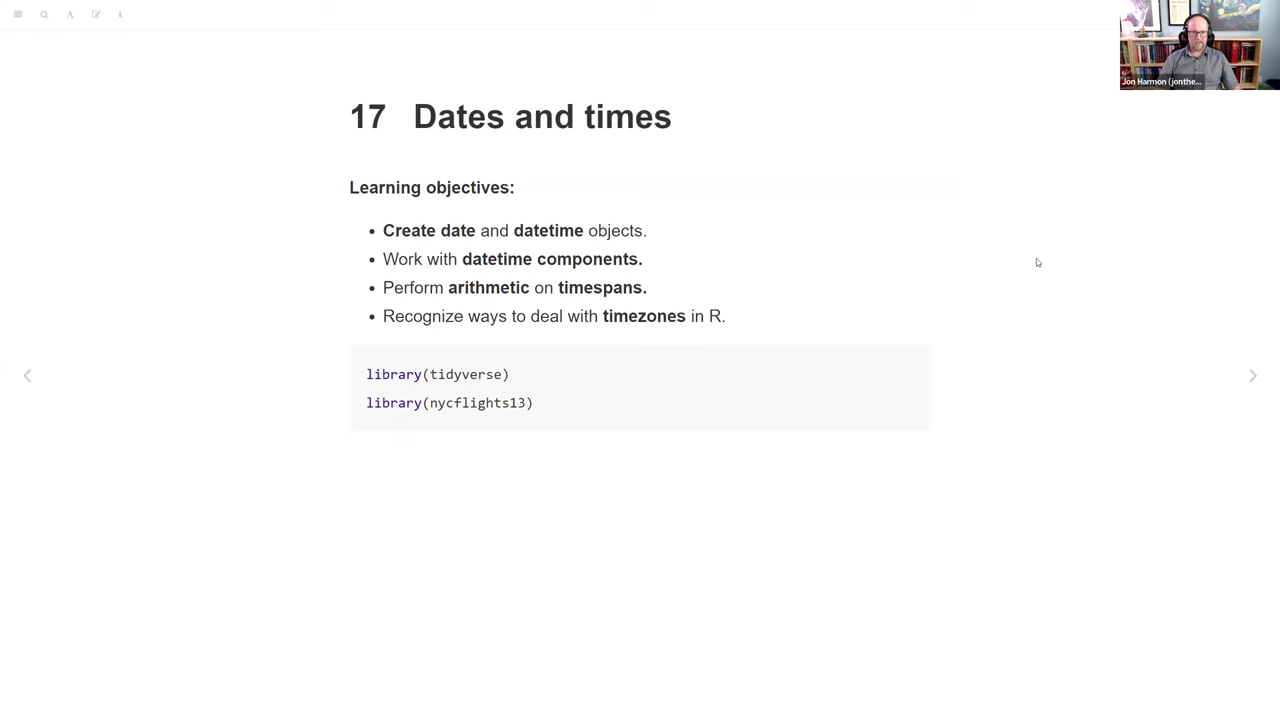 Jon Harmon (jonthe...
17 Dates and times
Learning objectives:
• Create date and datetime objects.
• Work with datetime components.
• Perform arithmetic on timespans.
• Recognize ways to deal with timezones in R.
library(tidyverse)
library(nycflights13)